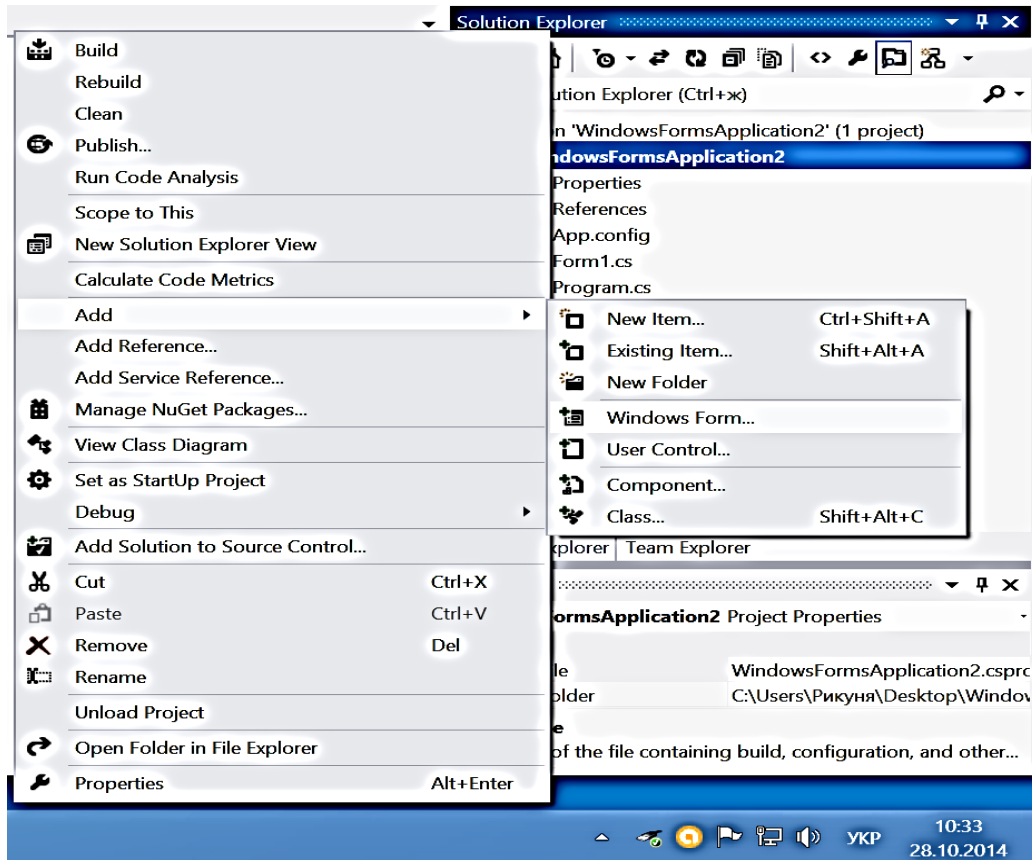 Solution Explorer
Build
Rebuild
Clean
Publish...
Run Code Analysis
Scope to This
New Solution Explorer View
Calculate Code Metrics
Add
Add Reference...
Add Service Reference...
Manage NuGet Packages...
View Class Diagram
Set as StartUp Project
Debug
Add Solution to Source Control...
Cut Ctrl+X
Paste Ctrl+V
Remove Del
Rename
Unload Project
Open Folder in File Explorer
Properties Alt+Enter
ution Explorer (Ctrl+ж)
n 'WindowsFormsApplication2' (1 project)
ndowsFormsApplication2
Properties
References
App.config
Form1.cs
Program.cs
New Item... Ctrl+Shift+A
Existing Item... Shift+Alt+A
New Folder
Windows Form...
User Control...
Component...
Class... Shift+Alt+C
xplorer Team Explorer
ormsApplication2 Project Properties
le WindowsFormsApplication2.cspro
older C:\Users\Рикуня\Desktop\Window
e
of the file containing build, configuration, and other...
УКР
10:33
28.10.2014